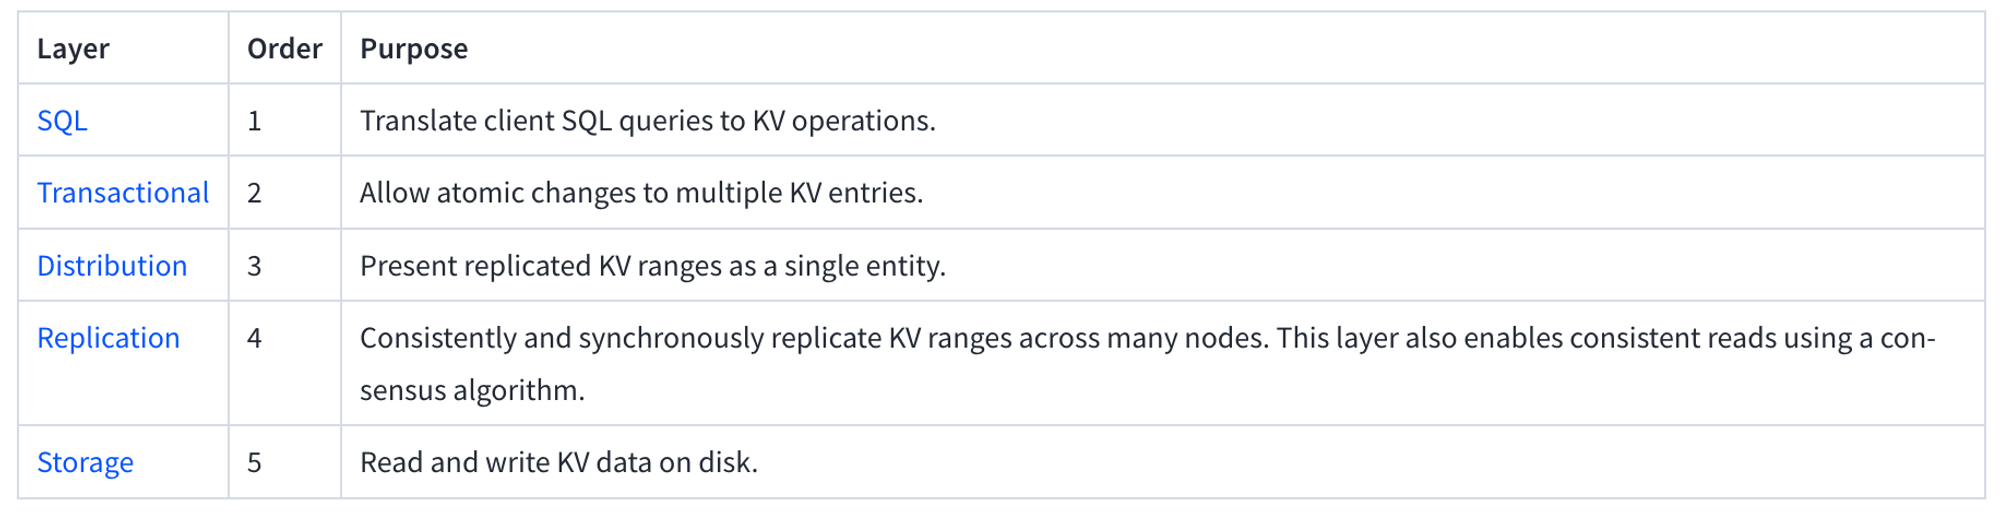 Layer Order Purpose
SQL 1 Translate client SQL queries to KV operations.
Transactional 2 Allow atomic changes to multiple KV entries.
Distribution 3 Present replicated KV ranges as a single entity.
Replication 4 Consistently and synchronously replicate KV ranges across many nodes. This layer also enables consistent reads using a con-
sensus algorithm.
Storage 5 Read and write KV data on disk.